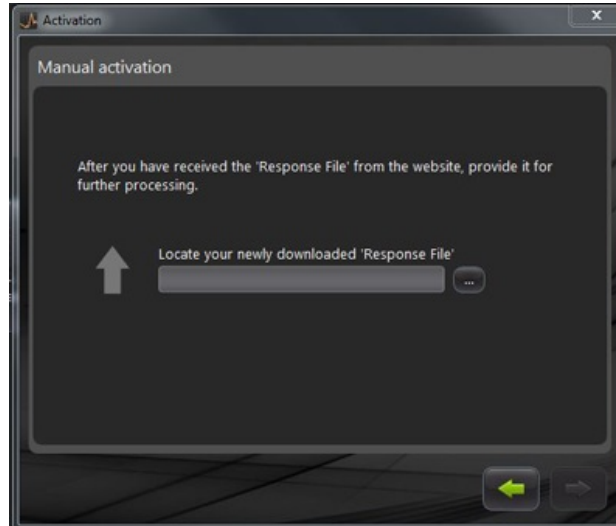 Activation
Manual activation
After you have received the 'Response File' from the website, provide it for
further processing.
Locate your newly downloaded 'Response File'
...